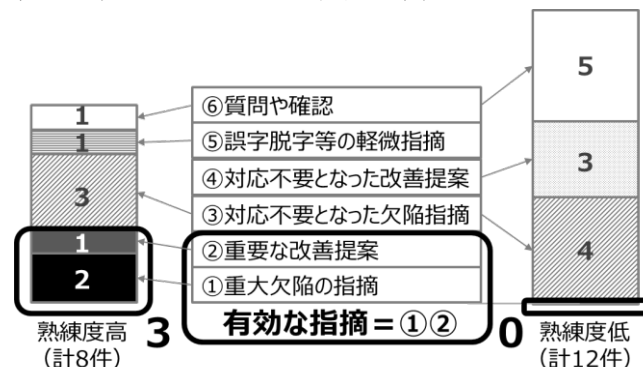 1
1
3
1
2
熟練度高
(計8件)
3
⑥質問や確認
⑤誤字脱字等の軽微指摘
④対応不要となった改善提案
③対応不要となった欠陥指摘
②重要な改善提案
①重大欠陥の指摘
有効な指摘=①②
5
3
4
0
熟練度低
(計12件)